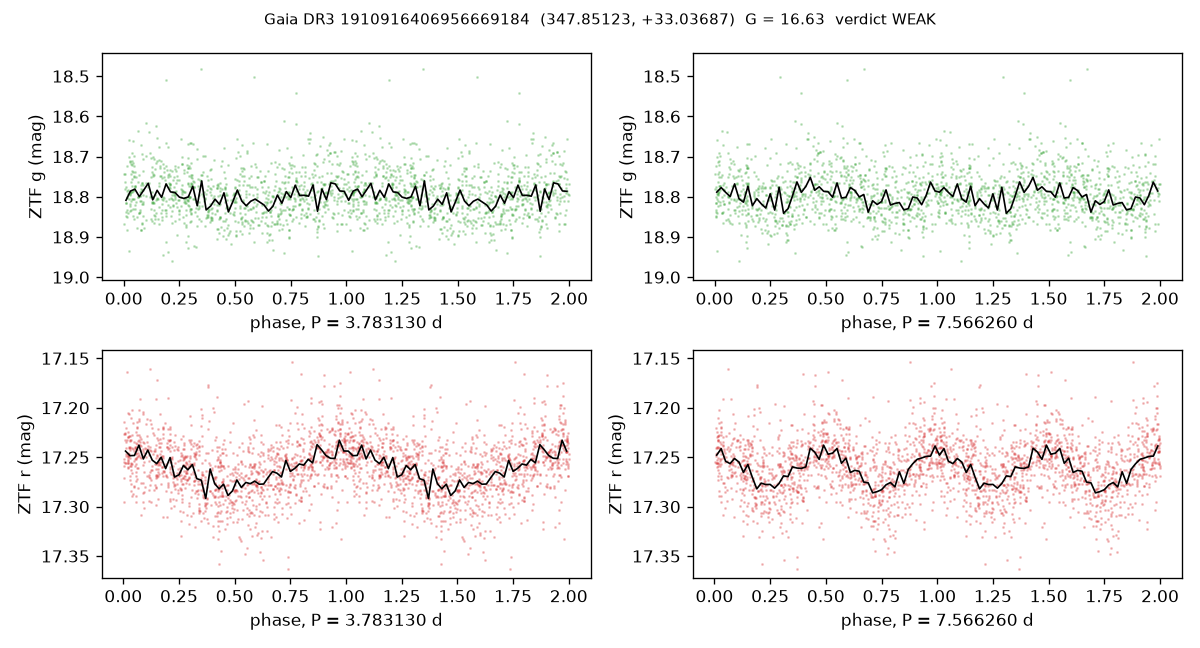 Gaia DR3 1910916406956669184 (347.85123, +33.03687) G = 16.63 verdict WEAK
ZTF g (mag)
18.5
18.6
18.7
18.8
18.9
19.0
0.00 0.25 0.50 0.75 1.00 1.25 1.50 1.75 2.00
phase, P = 3.783130 d
ZTF g (mag)
18.5
18.6
18.7
18.8
18.9
19.0
0.00 0.25 0.50 0.75 1.00 1.25 1.50 1.75 2.00
phase, P = 7.566260 d
ZTF r (mag)
17.15
17.20
17.25
17.30
17.35
0.00 0.25 0.50 0.75 1.00 1.25 1.50 1.75 2.00
phase, P = 3.783130 d
ZTF r (mag)
17.15
17.20
17.25
17.30
17.35
0.00 0.25 0.50 0.75 1.00 1.25 1.50 1.75 2.00
phase, P = 7.566260 d